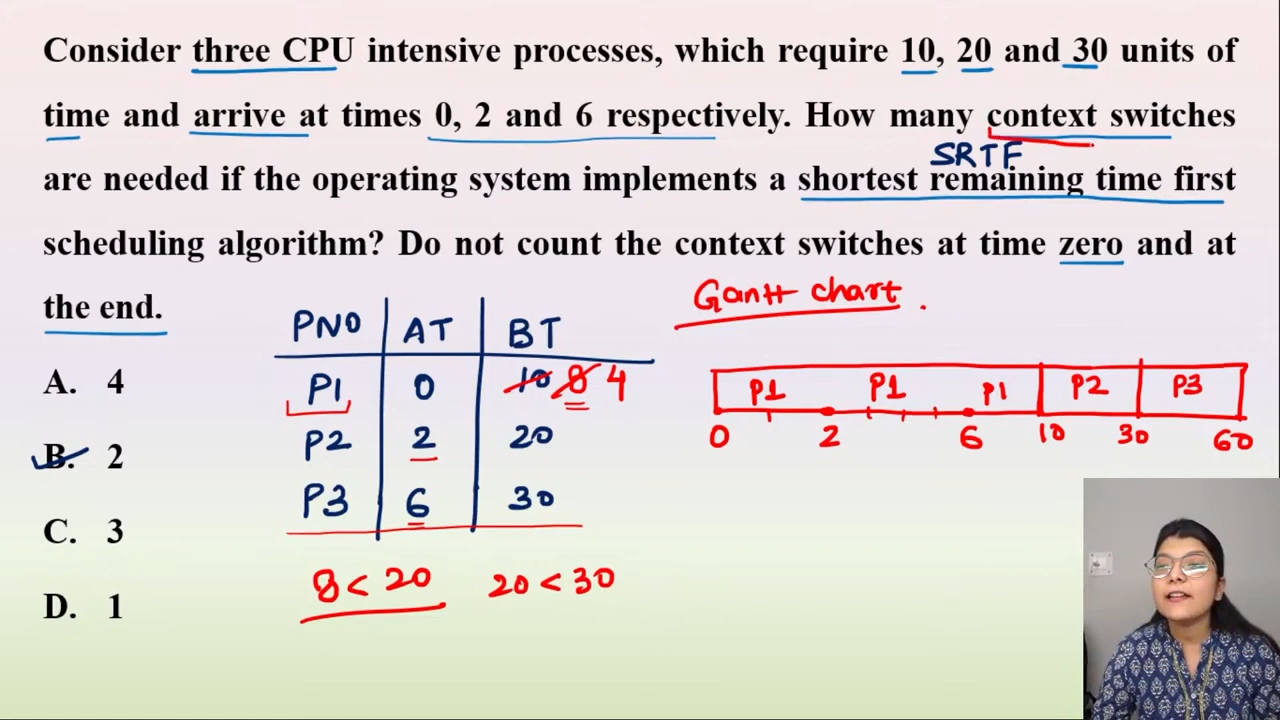 Consider three CPU intensive processes, which require 10, 20 and 30 units of
time and arrive at times 0, 2 and 6 respectively. How many context switches
SRTF
are needed if the operating system implements a shortest remaining time first
scheduling algorithm? Do not count the context switches at time zero and at
the end.
Gantt chart.
PNO AT BT
A. 4
P1 0 10 8 4
P1 P1 P1 P2 P3
0 2 6 10 30 60
B. 2
P2 2 20
P3 6 30
C. 3
8 < 20 20 < 30
D. 1